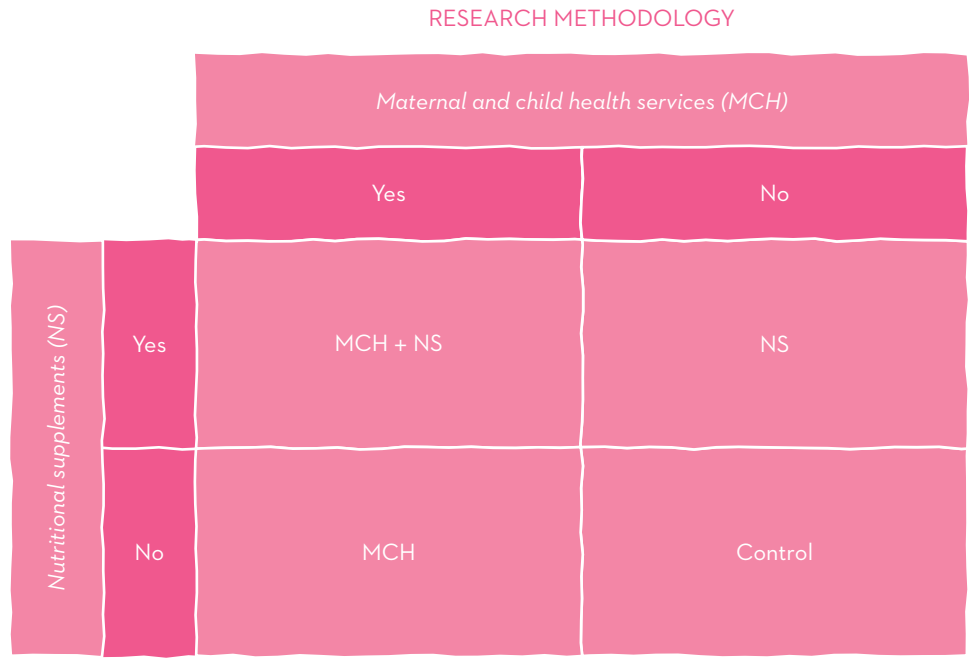 RESEARCH METHODOLOGY
Maternal and child health services (MCH)
Yes
No
Nutritional supplements (NS)
Yes
MCH + NS
NS
No
MCH
Control